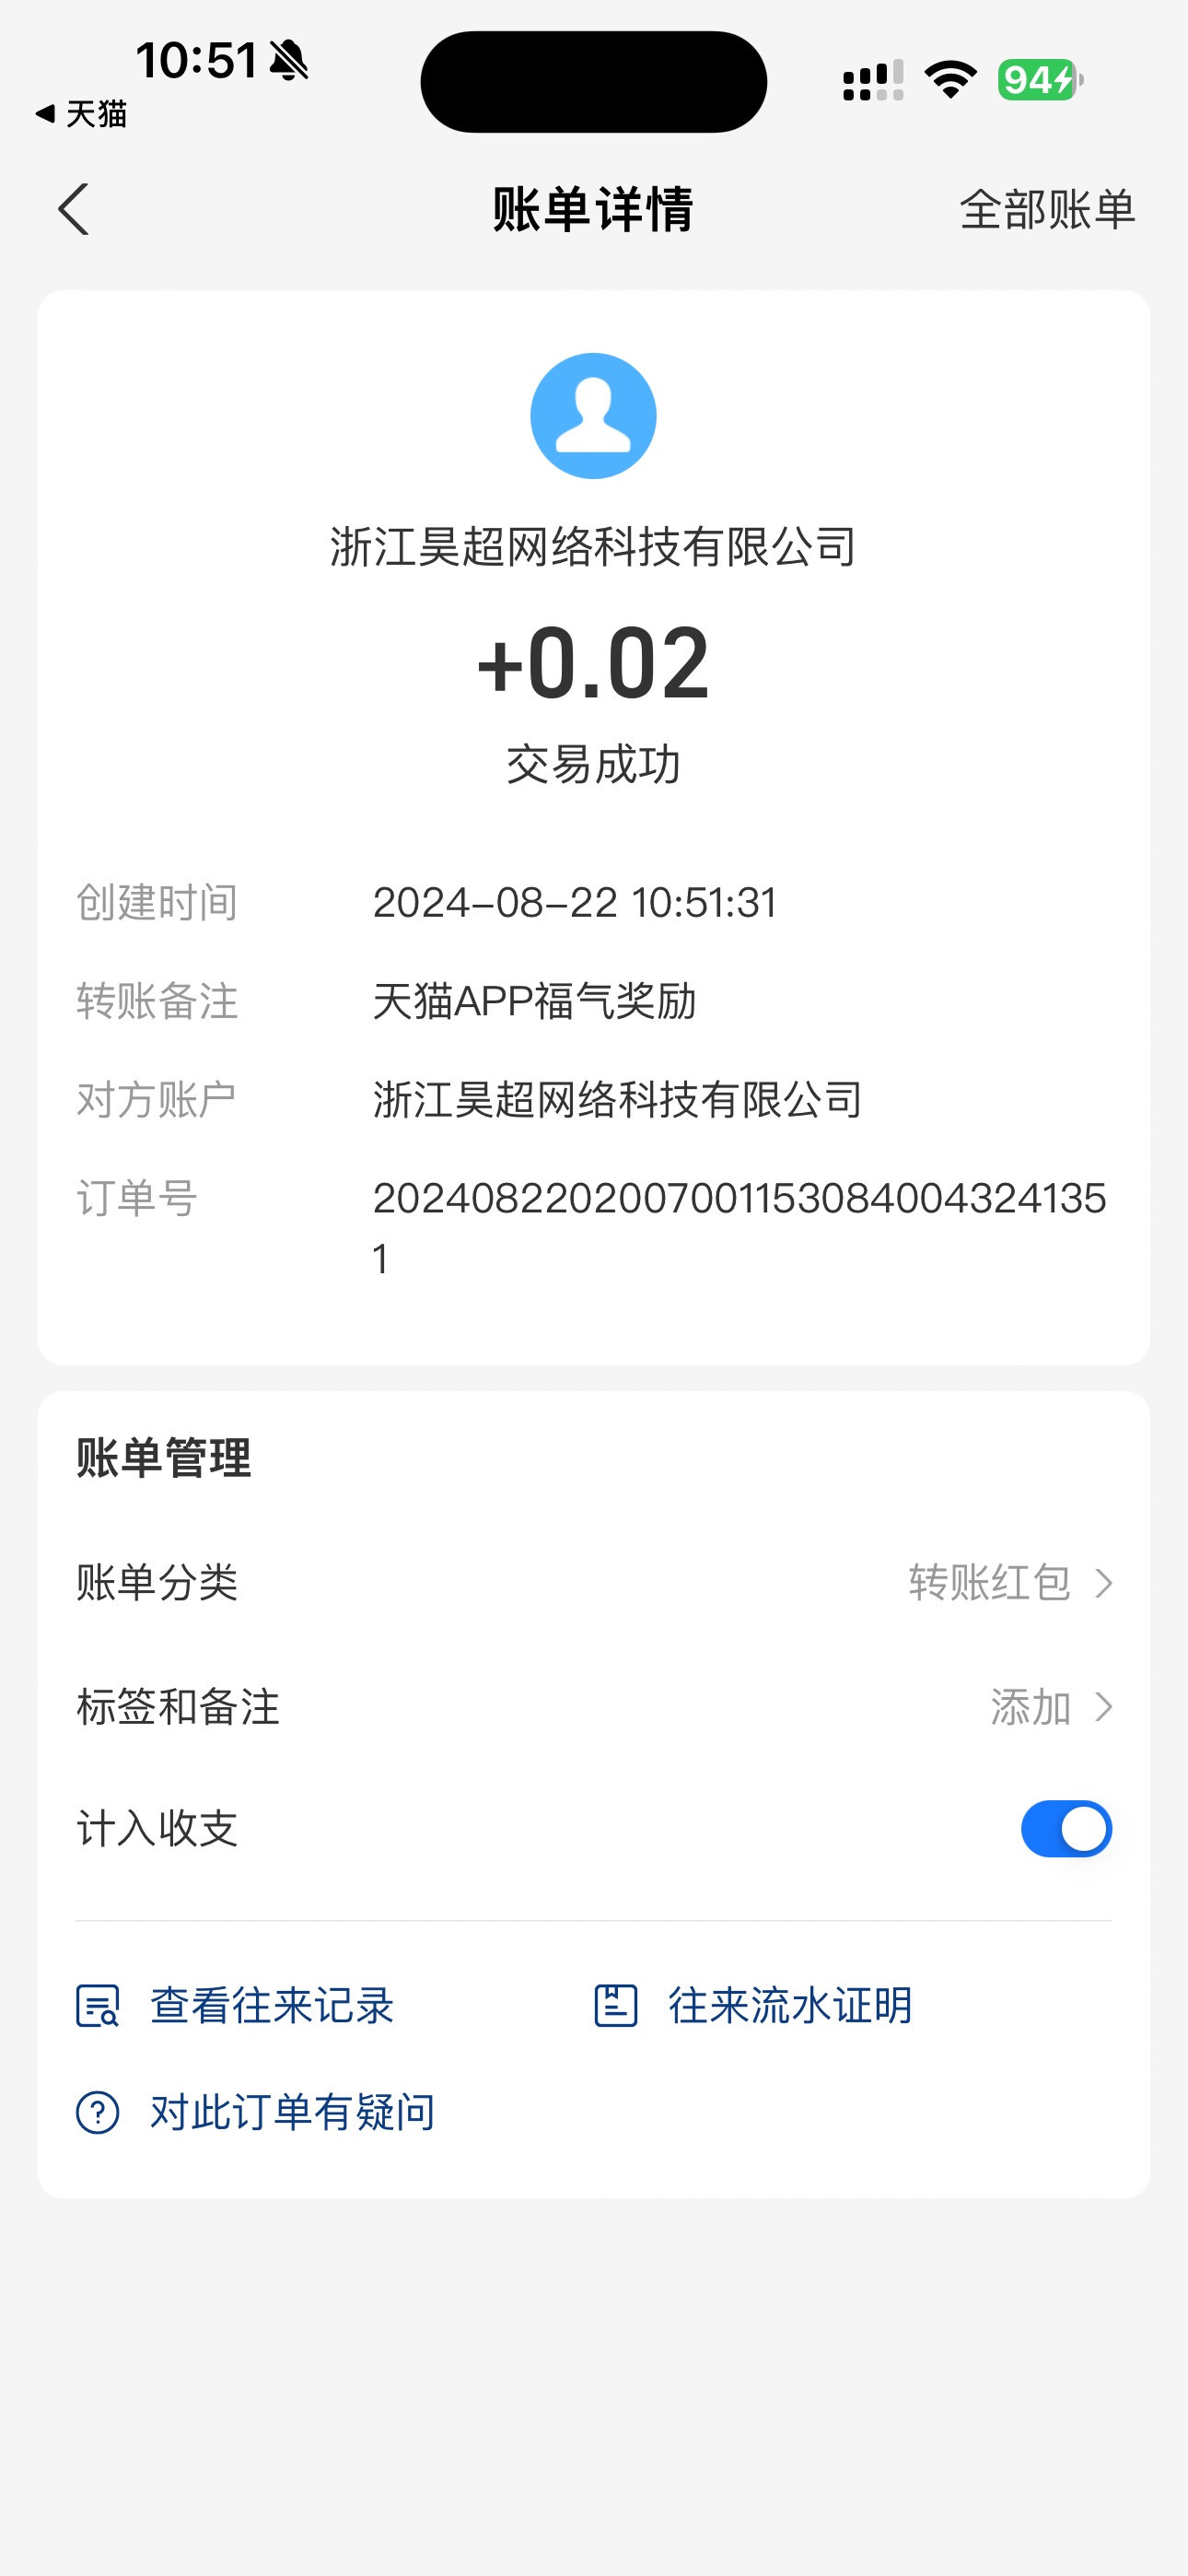 10:51
天猫
94
账单详情
全部账单
浙江昊超网络科技有限公司
+0.02
交易成功
创建时间
2024-08-22 10:51:31
转账备注
天猫APP福气奖励
对方账户
浙江昊超网络科技有限公司
订单号
2024082202007001153084004324135
1
账单管理
账单分类
转账红包
标签和备注
添加
计入收支
查看往来记录
往来流水证明
对此订单有疑问